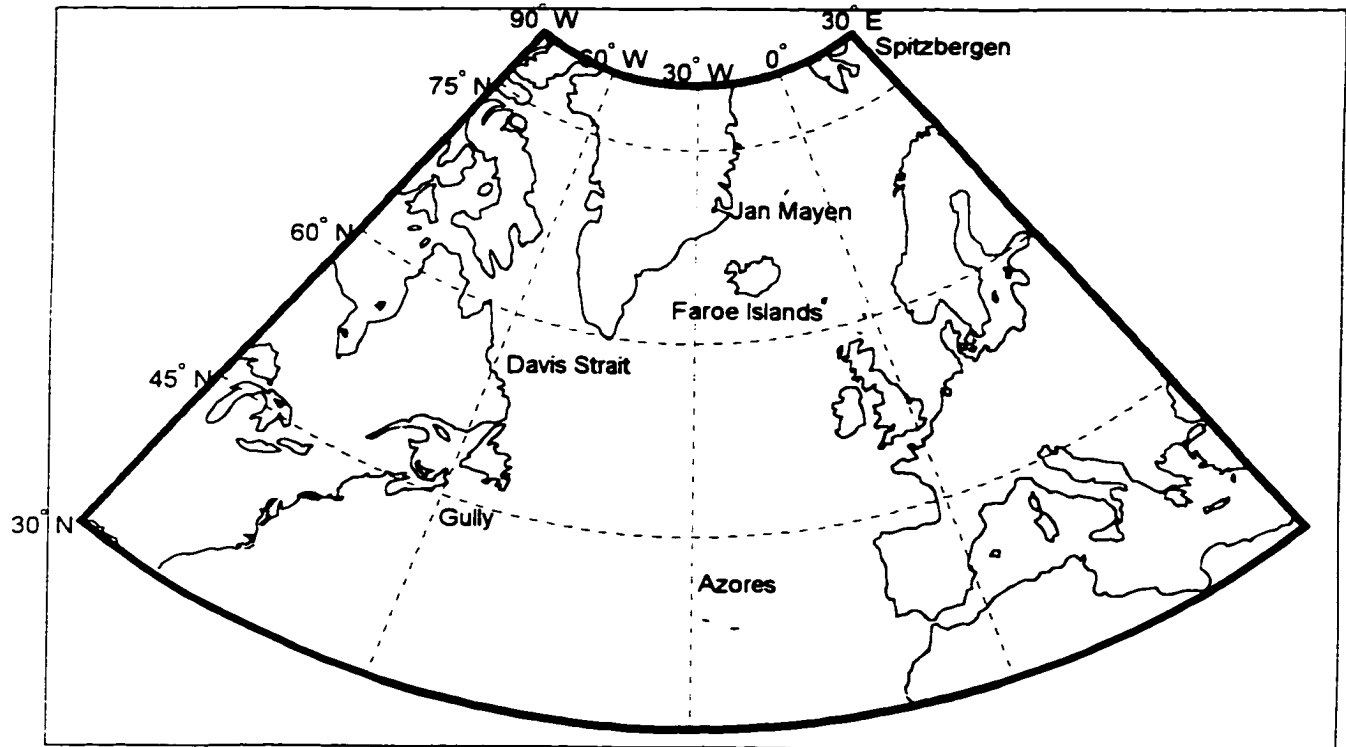 90° W
30° E
Spitzbergen
60° W
30° W
0°
75° N
Jan Mayen
60° N
Faroe Islands
Davis Strait
45° N
Gully
30° N
Azores